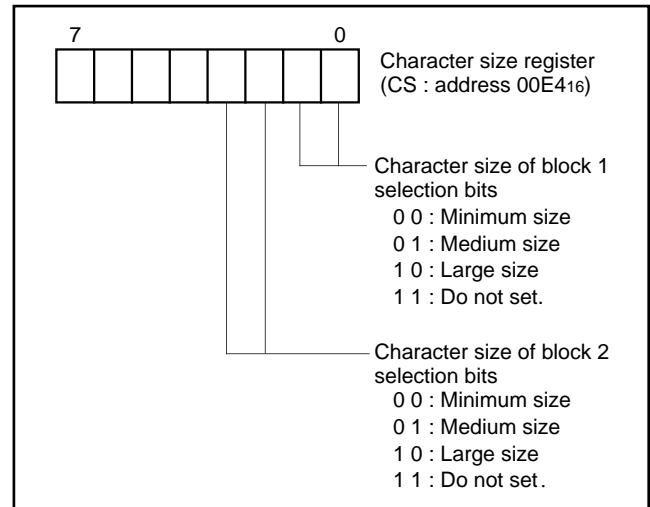 7 0
Character size register
(CS : address 00E416)
Character size of block 1
selection bits
0 0 : Minimum size
0 1 : Medium size
1 0 : Large size
1 1 : Do not set.
Character size of block 2
selection bits
0 0 : Minimum size
0 1 : Medium size
1 0 : Large size
1 1 : Do not set.